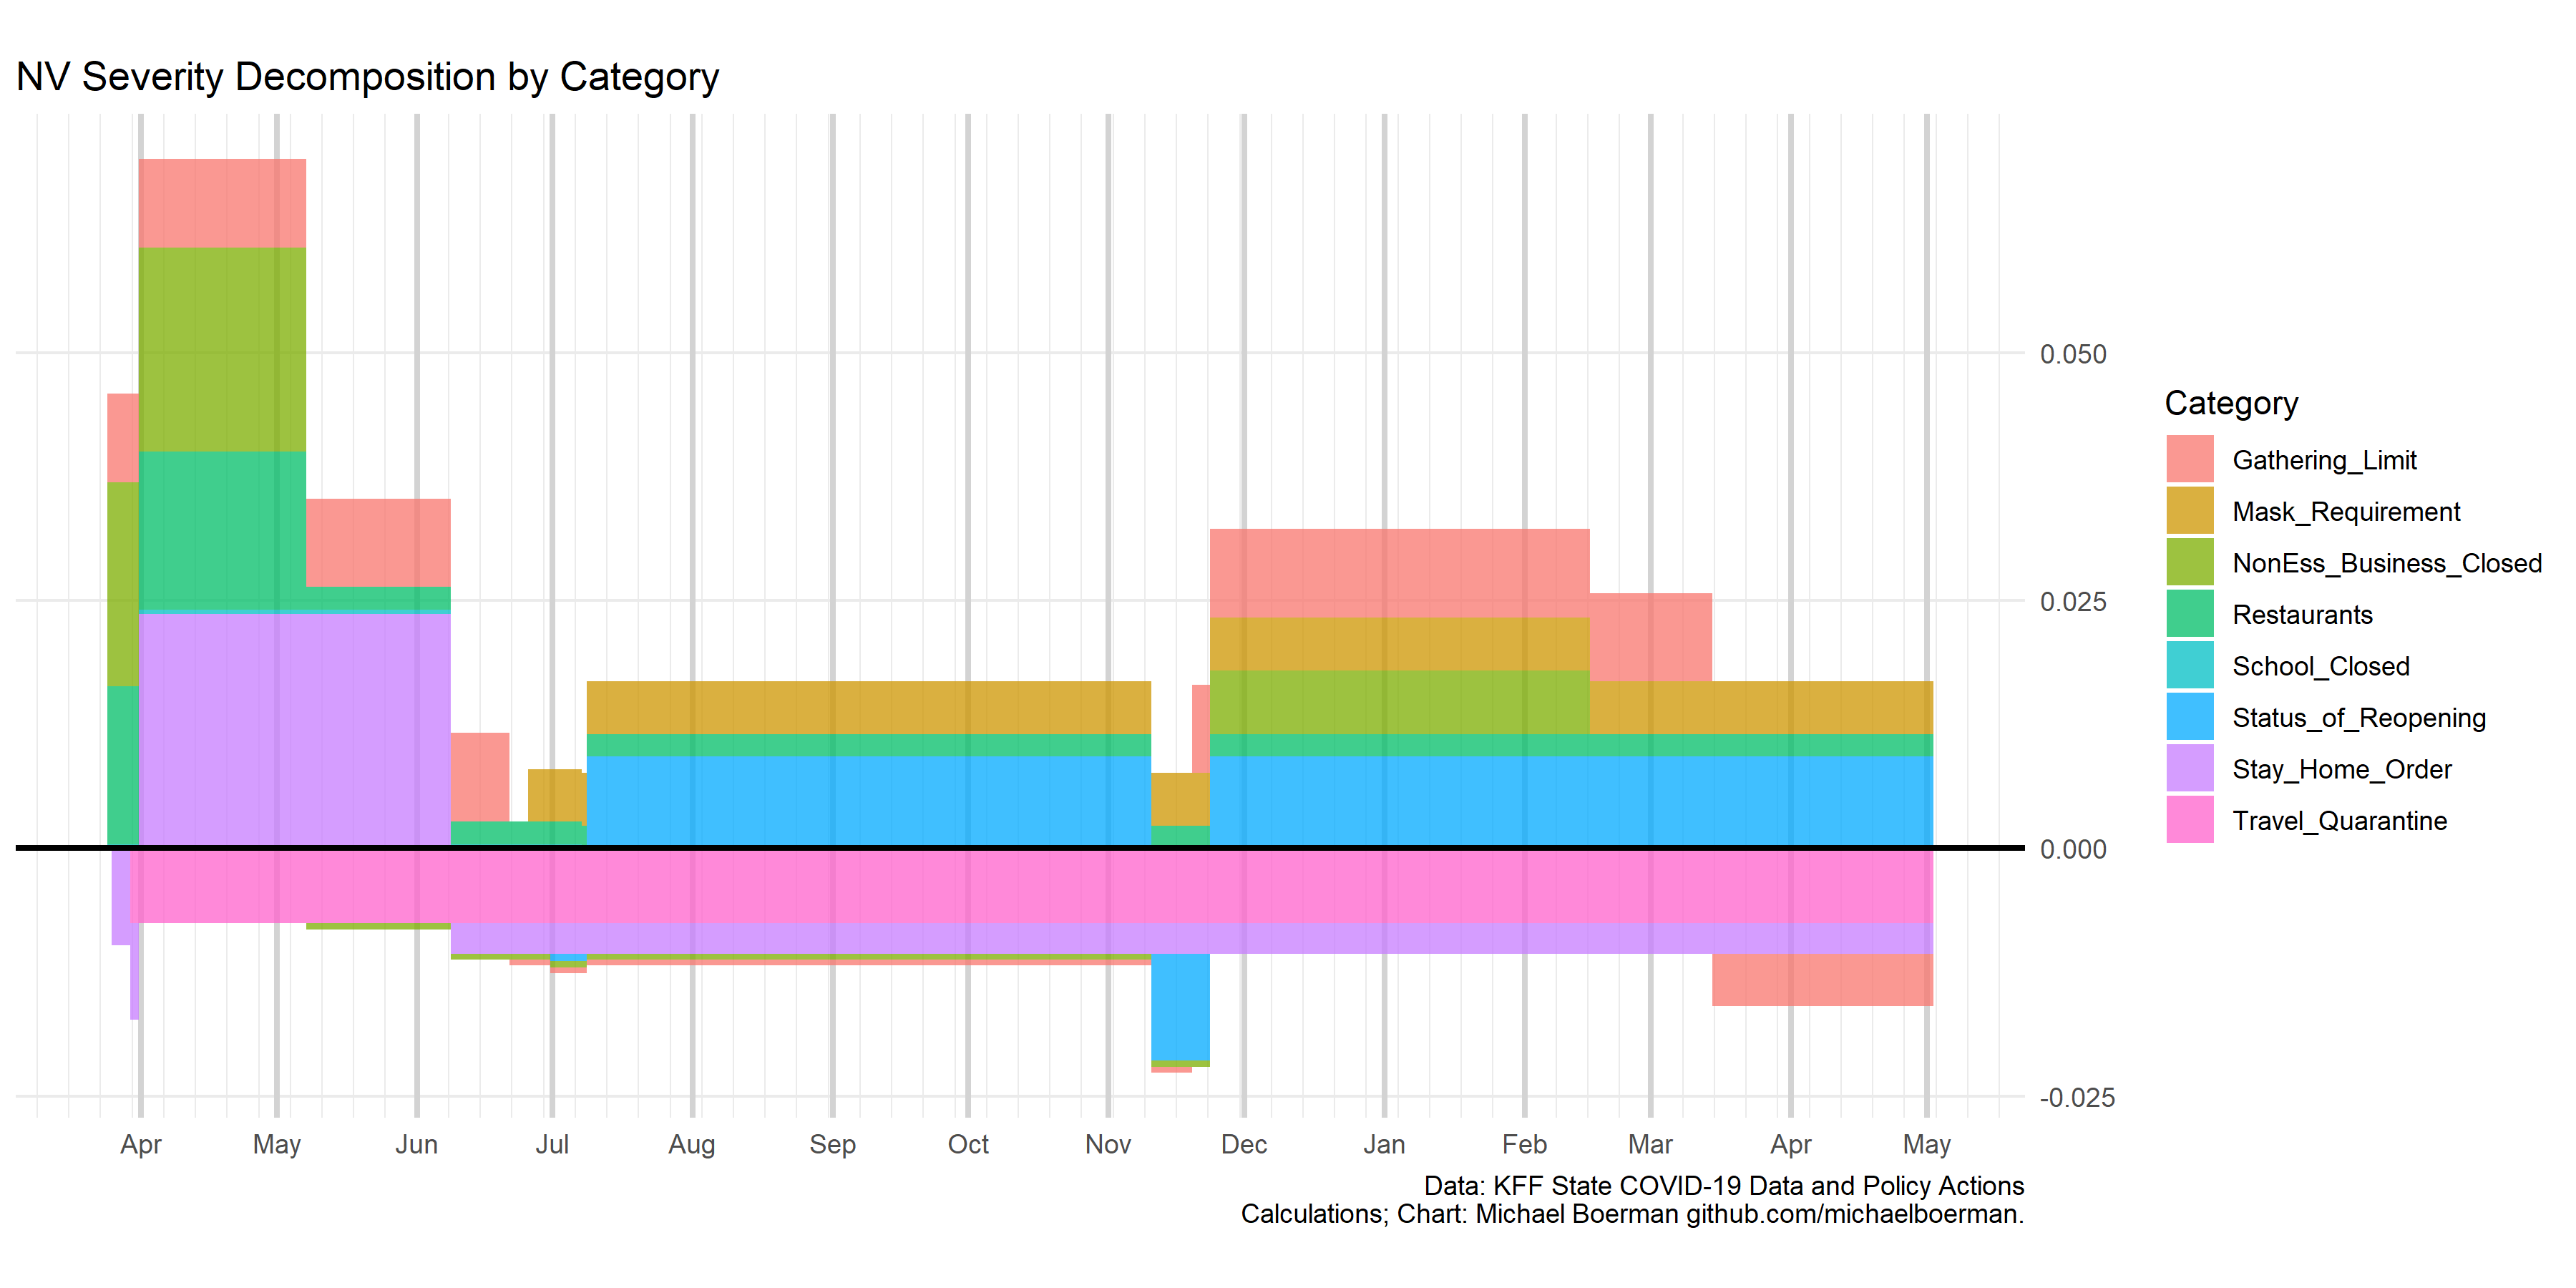 NV Severity Decomposition by Category
0.050
0.025
0.000
-0.025
Apr May Jun Jul Aug Sep Oct Nov Dec Jan Feb Mar Apr May
Category
Gathering_Limit
Mask_Requirement
NonEss_Business_Closed
Restaurants
School_Closed
Status_of_Reopening
Stay_Home_Order
Travel_Quarantine
Data: KFF State COVID-19 Data and Policy Actions
Calculations; Chart: Michael Boerman github.com/michaelboerman.